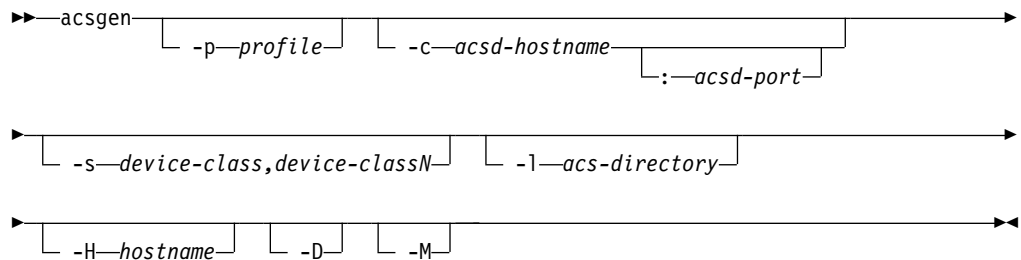 acsgen
-p profile -c acsd-hostname
: acsd-port
-s device-class,device-classN -l acs-directory
-H hostname -D -M